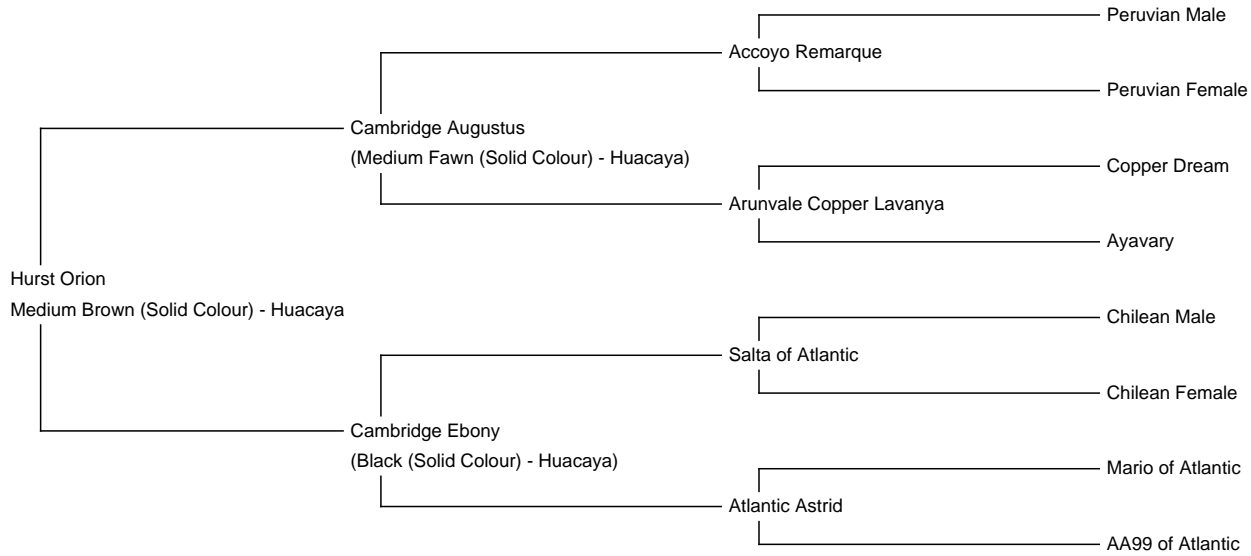 Peruvian Male
Accoyo Remarque
Peruvian Female
Cambridge Augustus
(Medium Fawn (Solid Colour) - Huacaya)
Copper Dream
Arunvale Copper Lavanya
Ayavary
Hurst Orion
Medium Brown (Solid Colour) - Huacaya
Chilean Male
Salta of Atlantic
Chilean Female
Cambridge Ebony
(Black (Solid Colour) - Huacaya)
Mario of Atlantic
Atlantic Astrid
AA99 of Atlantic